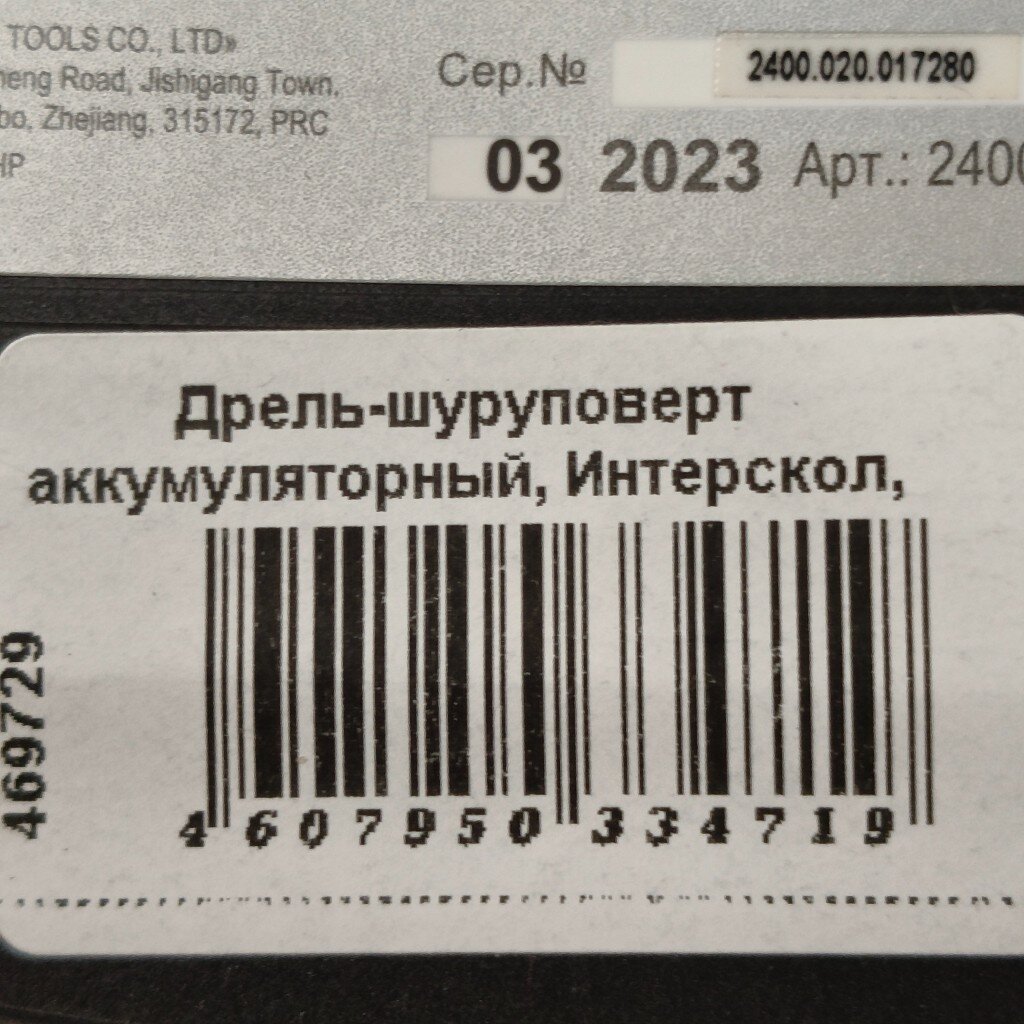 TOOLS CO., LTD»
heng Road, Jishigang Town,
bo, Zhejiang, 315172, PRC
НР
Сер.№ 2400.020.017280
03 2023 Арт.: 2400
Дрель-шуруповерт
аккумуляторный, Интерскол,
469729
4 607950 334719